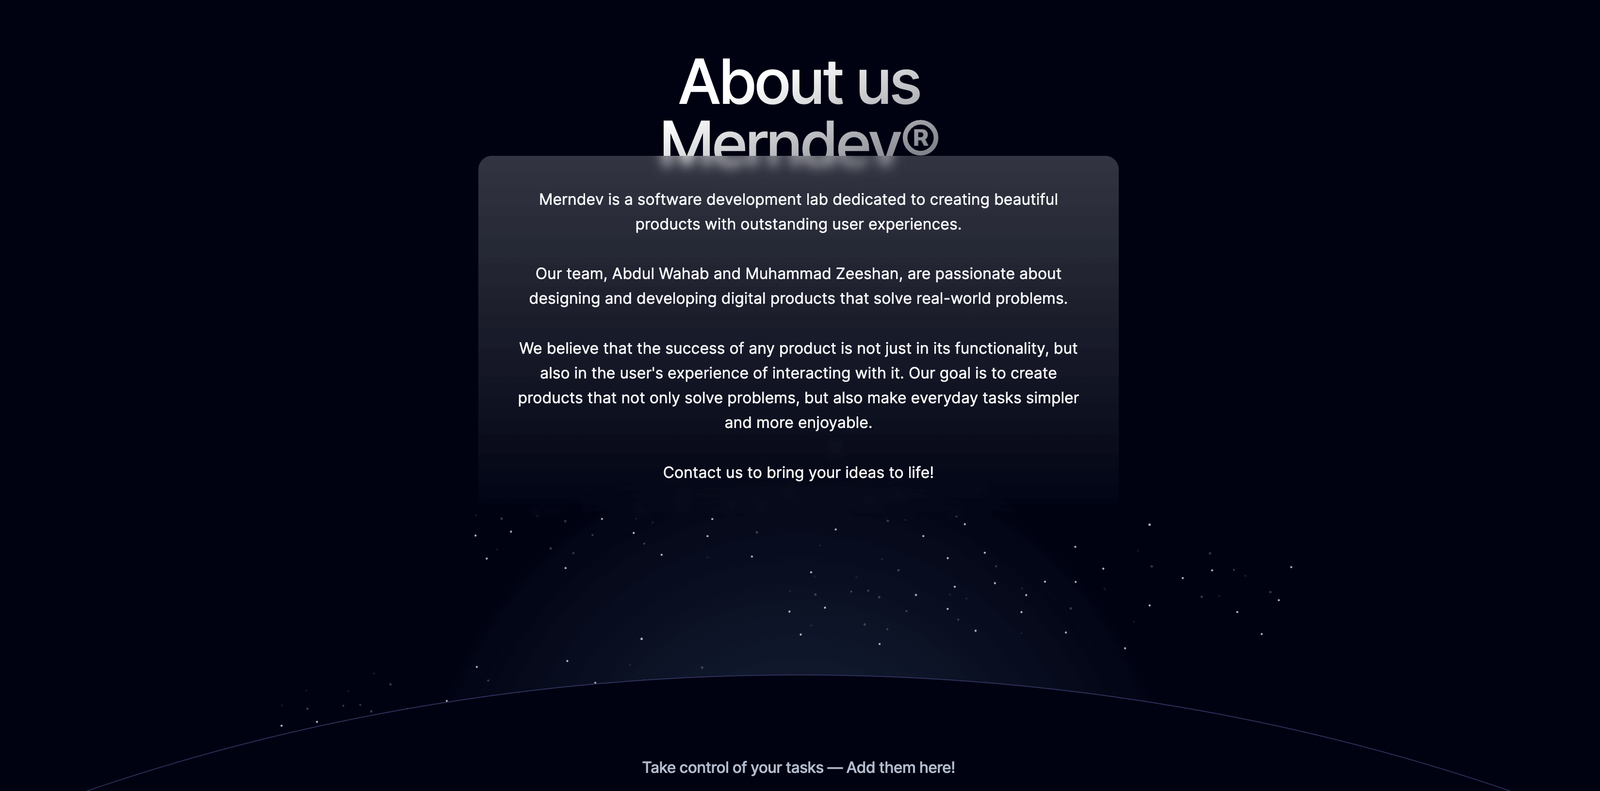 About us
Merndev®
Merndev is a software development lab dedicated to creating beautiful
products with outstanding user experiences.
Our team, Abdul Wahab and Muhammad Zeeshan, are passionate about
designing and developing digital products that solve real-world problems.
We believe that the success of any product is not just in its functionality, but
also in the user's experience of interacting with it. Our goal is to create
products that not only solve problems, but also make everyday tasks simpler
and more enjoyable.
Contact us to bring your ideas to life!
Take control of your tasks — Add them here!